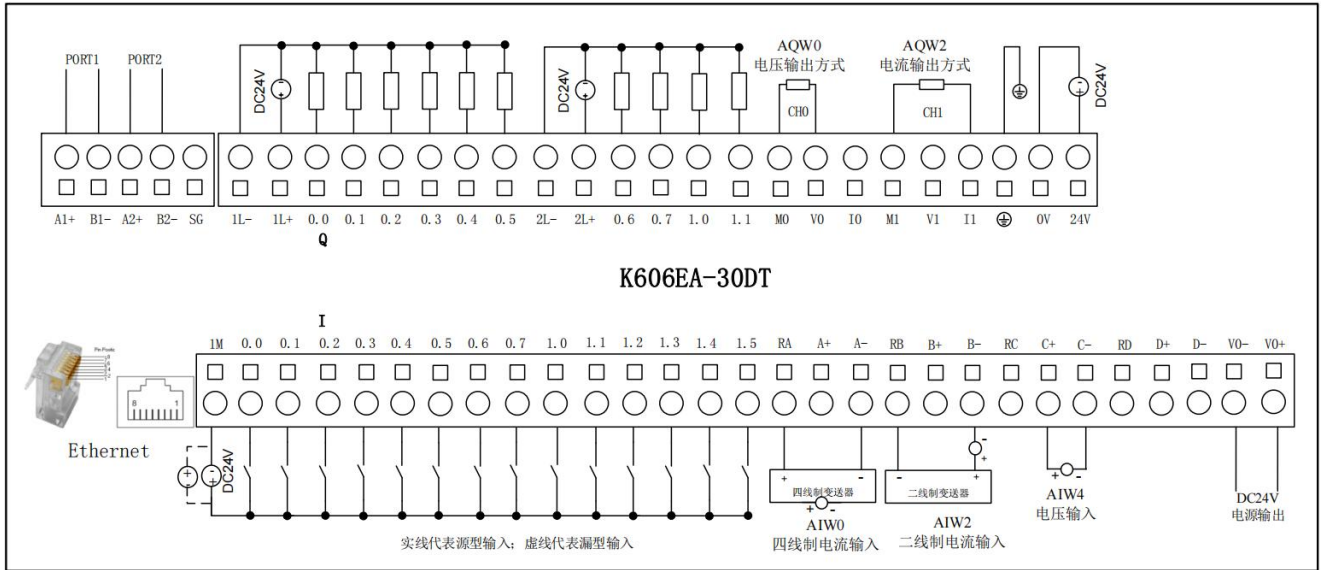 PORT1 PORT2
DC24V
DC24V
AQW0
电压输出方式
CH0
AQW2
电流输出方式
CH1
DC24V
A1+ B1- A2+ B2- SG
1L- 1L+ 0.0 0.1 0.2 0.3 0.4 0.5 2L- 2L+ 0.6 0.7 1.0 1.1 M0 V0 I0 M1 V1 I1 0V 24V
Q
K606EA-30DT
I
1M 0.0 0.1 0.2 0.3 0.4 0.5 0.6 0.7 1.0 1.1 1.2 1.3 1.4 1.5 RA A+ A- RB B+ B- RC C+ C- RD D+ D- VO- VO+
8 1
Ethernet
DC24V
四线制变送器
AIW0
四线制电流输入
二线制变送器
AIW2
二线制电流输入
AIW4
电压输入
DC24V
电源输出
实线代表源型输入；虚线代表漏型输入